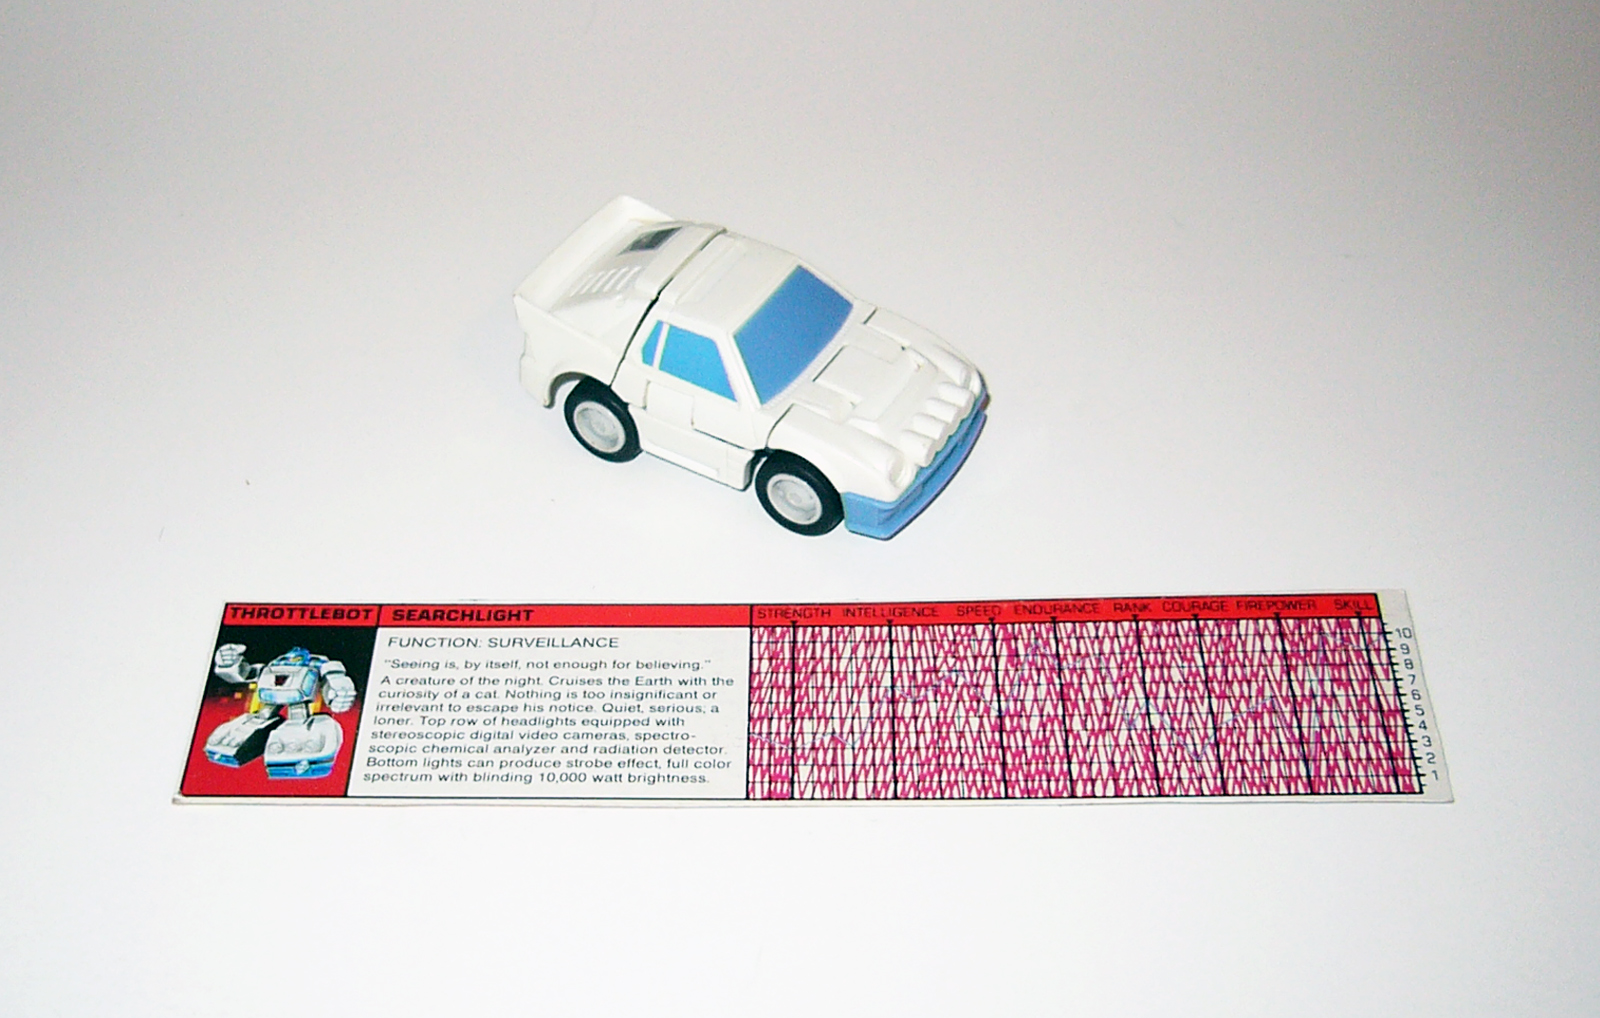 THROTTLEBOT SEARCHLIGHT STRENGTH INTELLIGENCE SPEED ENDURANCE RANK COURAGE FIREPOWER SKILL
FUNCTION: SURVEILLANCE
"Seeing is, by itself, not enough for believing."
A creature of the night. Cruises the Earth with the
curiosity of a cat. Nothing is too insignificant or
irrelevant to escape his notice. Quiet, serious; a
loner. Top row of headlights equipped with
stereoscopic digital video cameras, spectro-
scopic chemical analyzer and radiation detector.
Bottom lights can produce strobe effect, full color
spectrum with blinding 10,000 watt brightness.
10
9
8
7
6
5
4
3
2
1